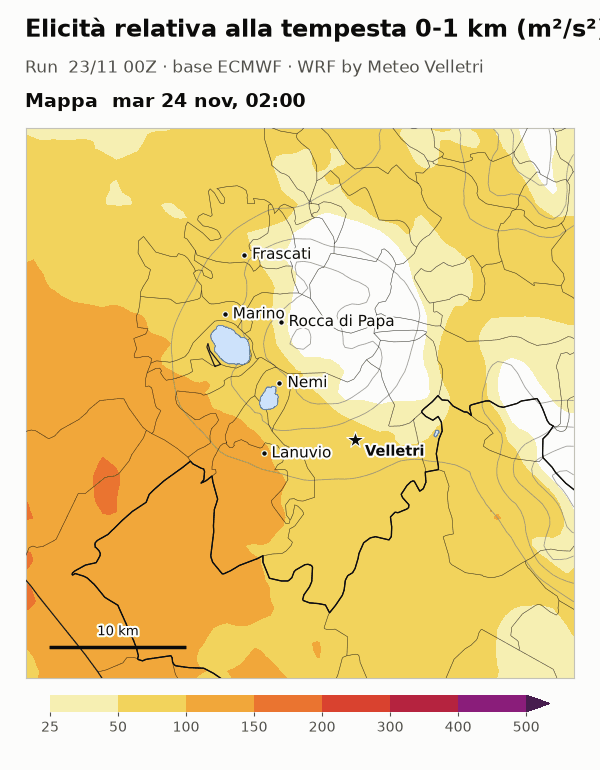 Elicità relativa alla tempesta 0-1 km (m²/s²)
Run  23/11 00Z · base ECMWF · WRF by Meteo Velletri
Mappa  mar 24 nov, 02:00
Frascati
Marino
Rocca di Papa
Nemi
Velletri
Lanuvio
10 km
25 50 100 150 200 300 400 500